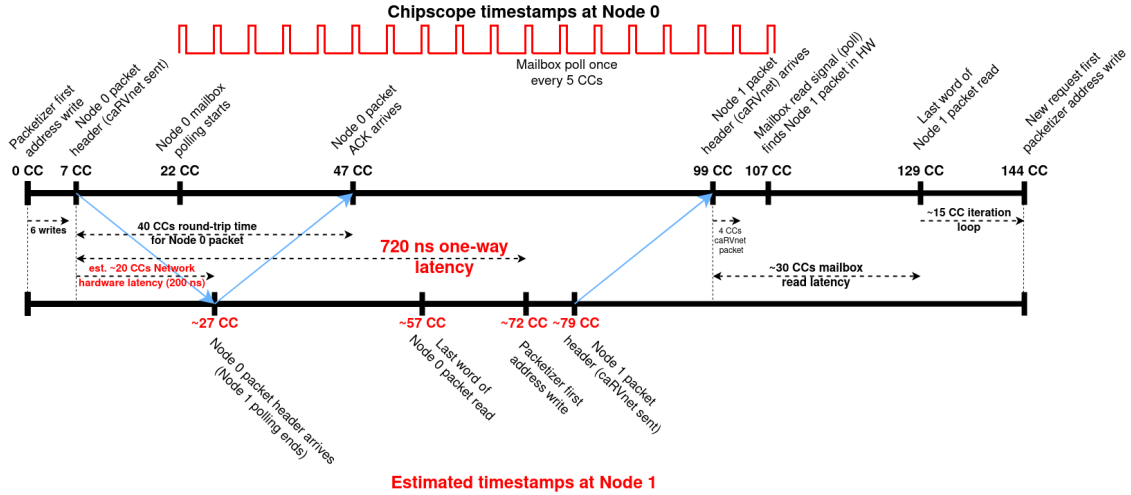 Chipscope timestamps at Node 0
Mailbox poll once
every 5 CCs
Packetizer first
address write
Node 0 packet
header (caRVnet sent)
Node 0 mailbox
polling starts
Node 0 packet
ACK arrives
Node 1 packet
header (caRVnet) arrives
Mailbox read signal (poll)
finds Node 1 packet in HW
Last word of
Node 1 packet read
New request first
packetizer address write
0 CC
7 CC
22 CC
47 CC
99 CC
107 CC
129 CC
144 CC
6 writes
40 CCs round-trip time
for Node 0 packet
720 ns one-way
latency
est. ~20 CCs Network
hardware latency (200 ns)
4 CCs
caRVnet
packet
~30 CCs mailbox
read latency
~15 CC iteration
loop
~27 CC
~57 CC
~72 CC
~79 CC
Node 0 packet header arrives
(Node 1 polling ends)
Last word of
Node 0 packet read
Packetizer first
address write
Node 1 packet
header (caRVnet sent)
Estimated timestamps at Node 1